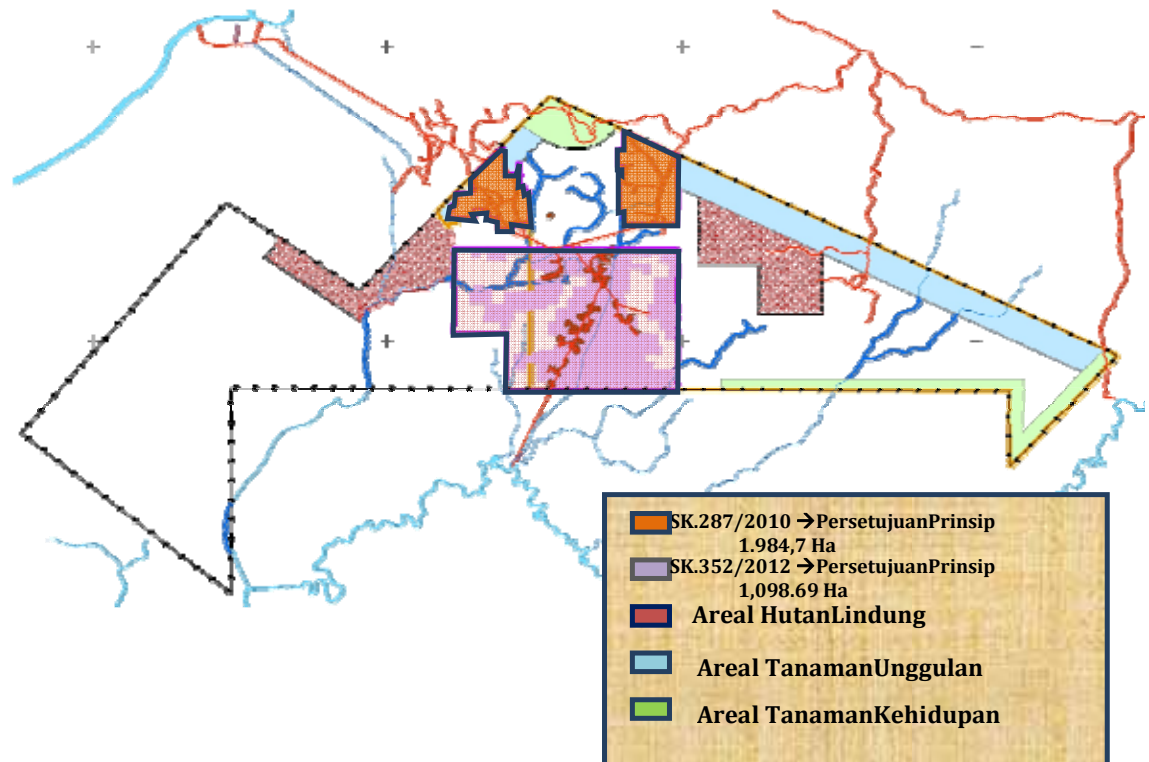 SK.287/2010 →PersetujuanPrinsip
1.984,7 Ha
SK.352/2012 →PersetujuanPrinsip
1,098.69 Ha
Areal HutanLindung
Areal TanamanUnggulan
Areal TanamanKehidupan